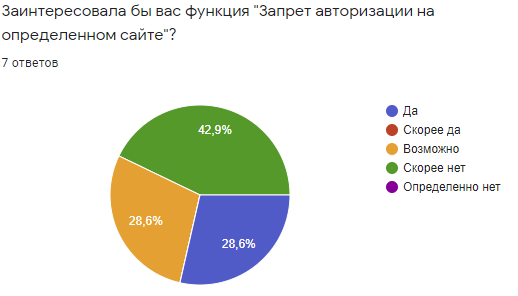 Заинтересовала бы вас функция "Запрет авторизации на
определенном сайте"?
7 ответов
42,9%
28,6%
28,6%
Да
Скорее да
Возможно
Скорее нет
Определенно нет